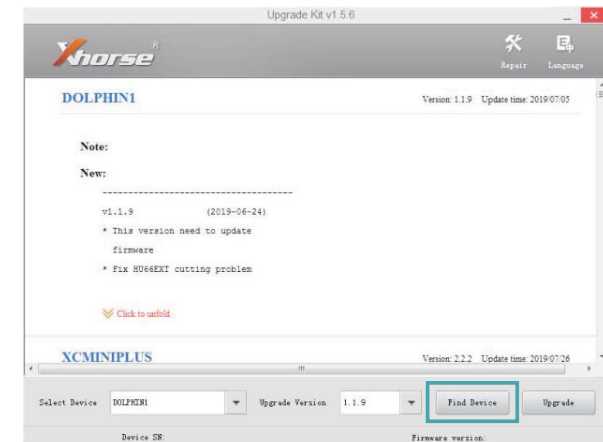 Upgrade Kit v1.5.6
Xhorse®
Repair
Language
DOLPHIN1
Version: 1.1.9 Update time: 2019/07/05
Note:
New:
-------------------------------------
v1.1.9 (2019-06-24)
* This version need to update
firmware
* Fix HU66EXT cutting problem
Click to unfold
XCMINIPLUS
Version: 2.2.2 Update time: 2019/07/26
Select Device DOLPHIN1 Upgrade Version 1.1.9 Find Device Upgrade
Device SN: Firmware version: